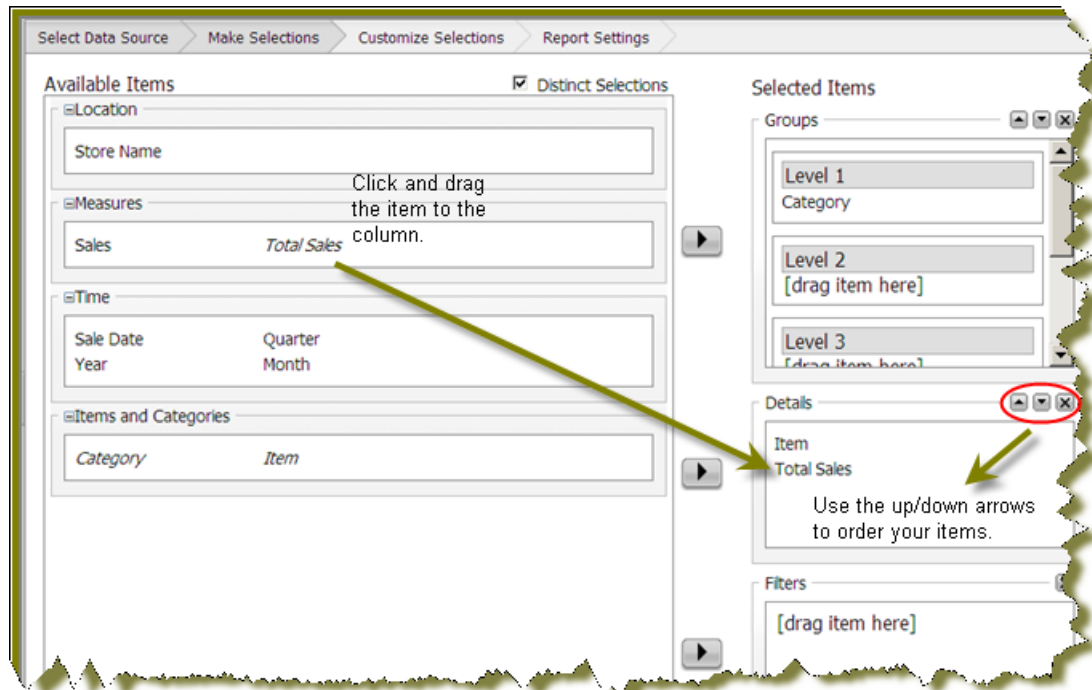 Select Data Source Make Selections Customize Selections Report Settings
Available Items Distinct Selections
Location
Store Name
Measures
Sales Total Sales
Click and drag
the item to the
column.
Time
Sale Date Quarter
Year Month
Items and Categories
Category Item
Selected Items
Groups
Level 1
Category
Level 2
[drag item here]
Level 3
[drag item here]
Details
Item
Total Sales
Use the up/down arrows
to order your items.
Filters
[drag item here]